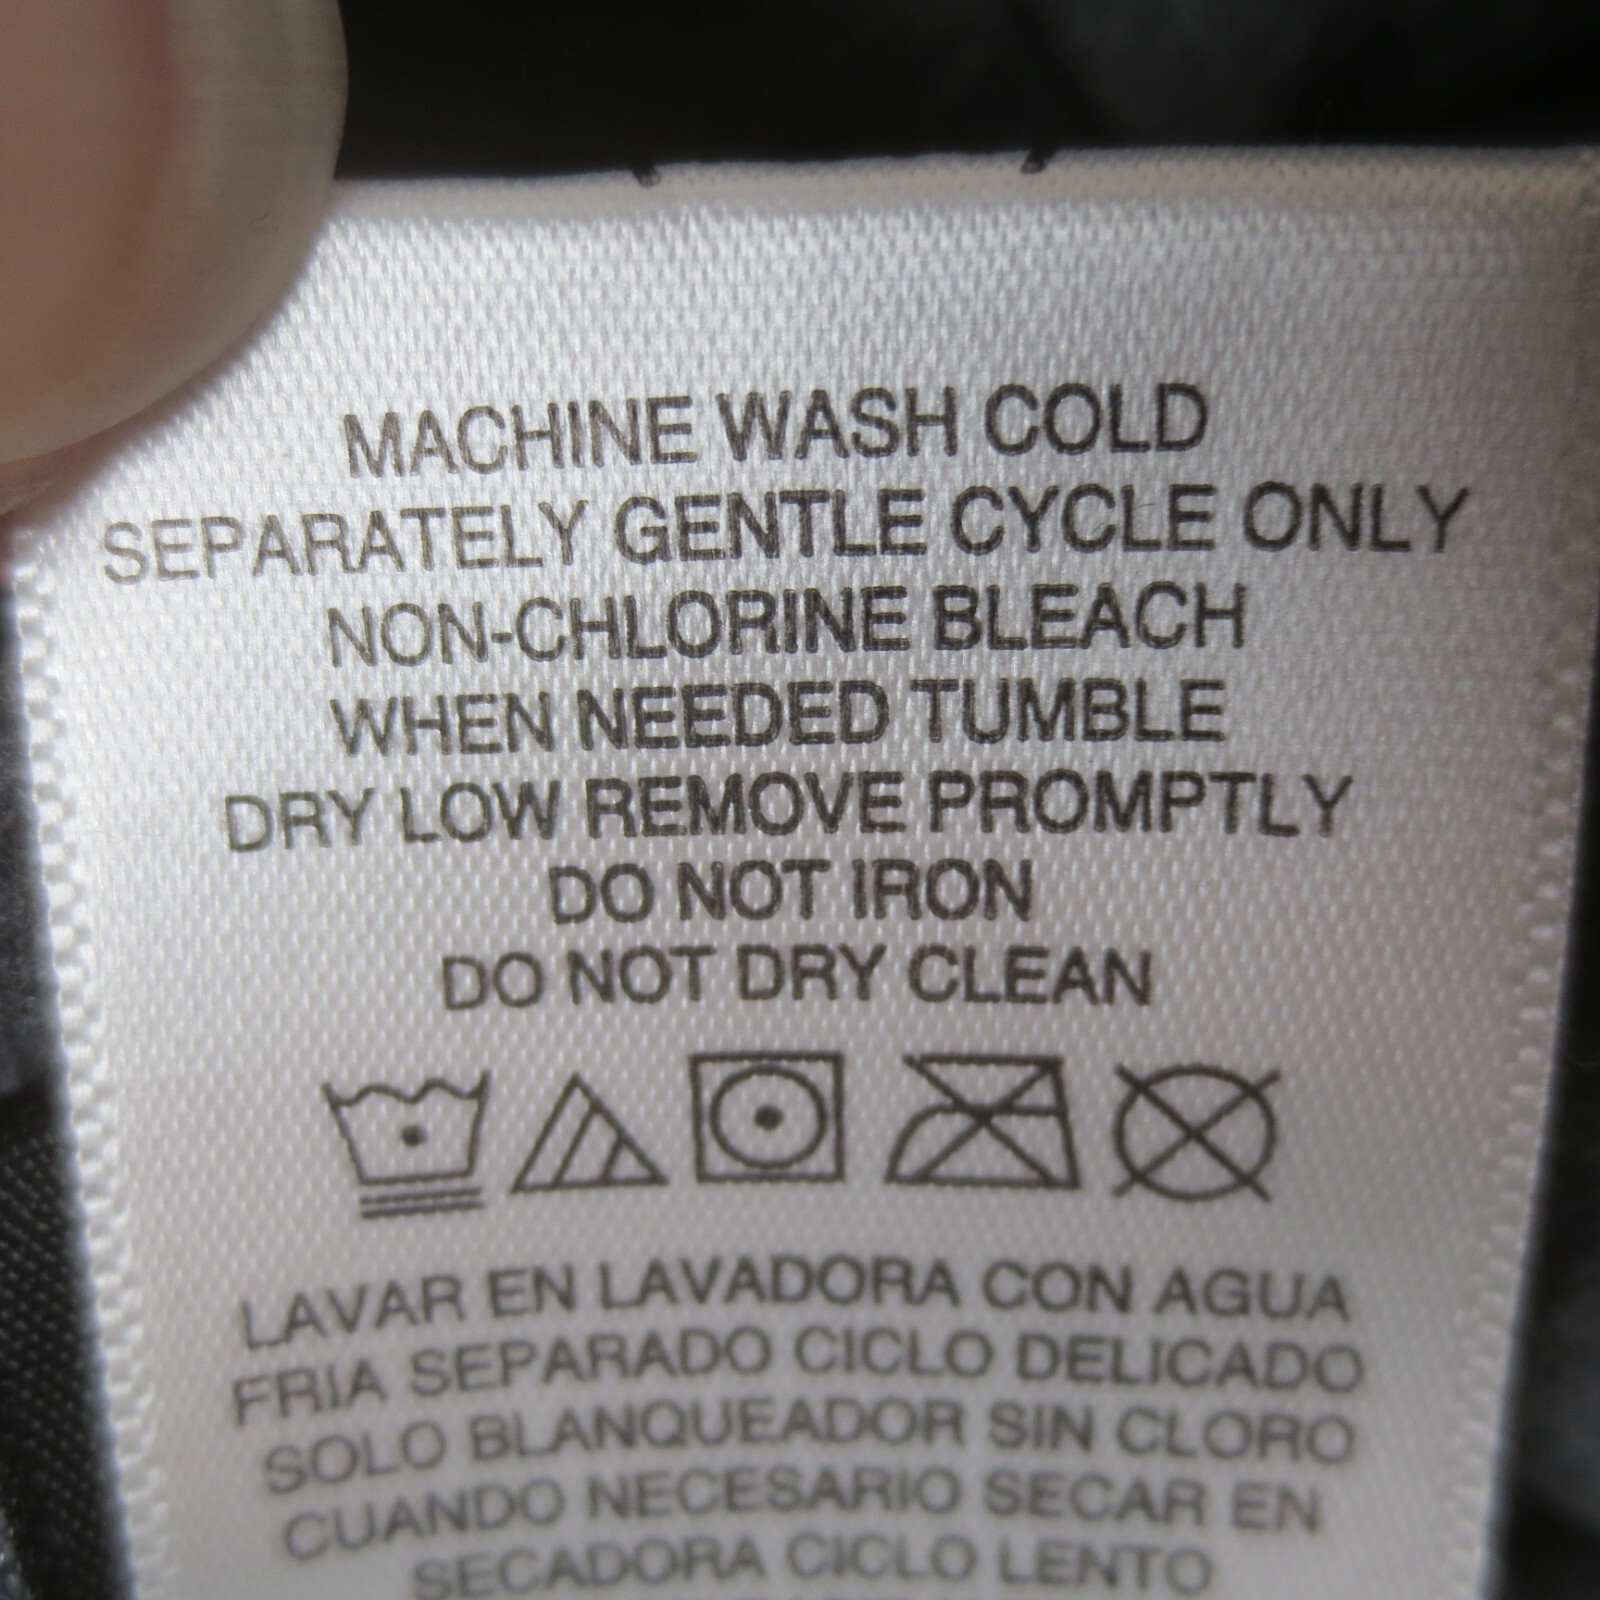 MACHINE WASH COLD
SEPARATELY GENTLE CYCLE ONLY
NON-CHLORINE BLEACH
WHEN NEEDED TUMBLE
DRY LOW REMOVE PROMPTLY
DO NOT IRON
DO NOT DRY CLEAN
LAVAR EN LAVADORA CON AGUA
FRIA SEPARADO CICLO DELICADO
SOLO BLANQUEADOR SIN CLORO
CUANDO NECESARIO SECAR EN
SECADORA CICLO LENTO